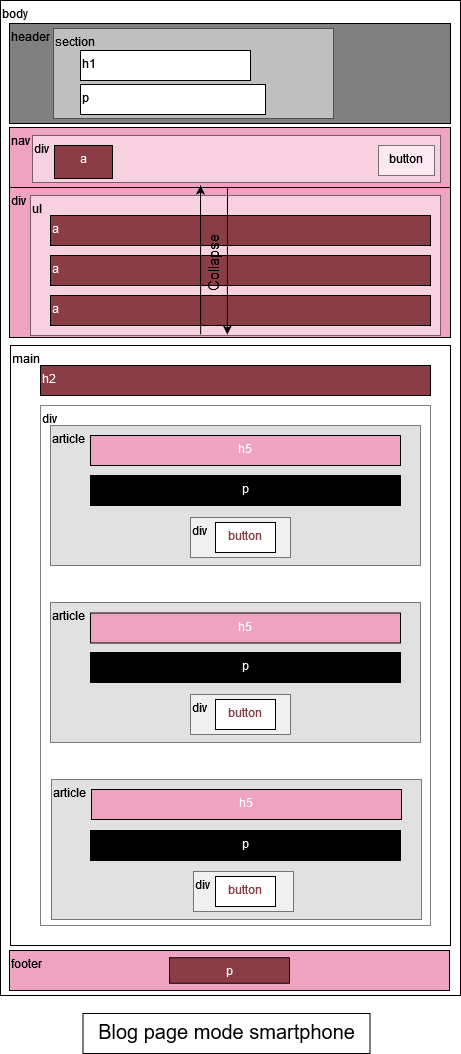 body
header
section
h1
p
nav
div
a
button
div
ul
a
a
a
Collapse
main
h2
div
article
h5
p
div
button
article
h5
p
div
button
article
h5
p
div
button
footer
p
Blog page mode smartphone